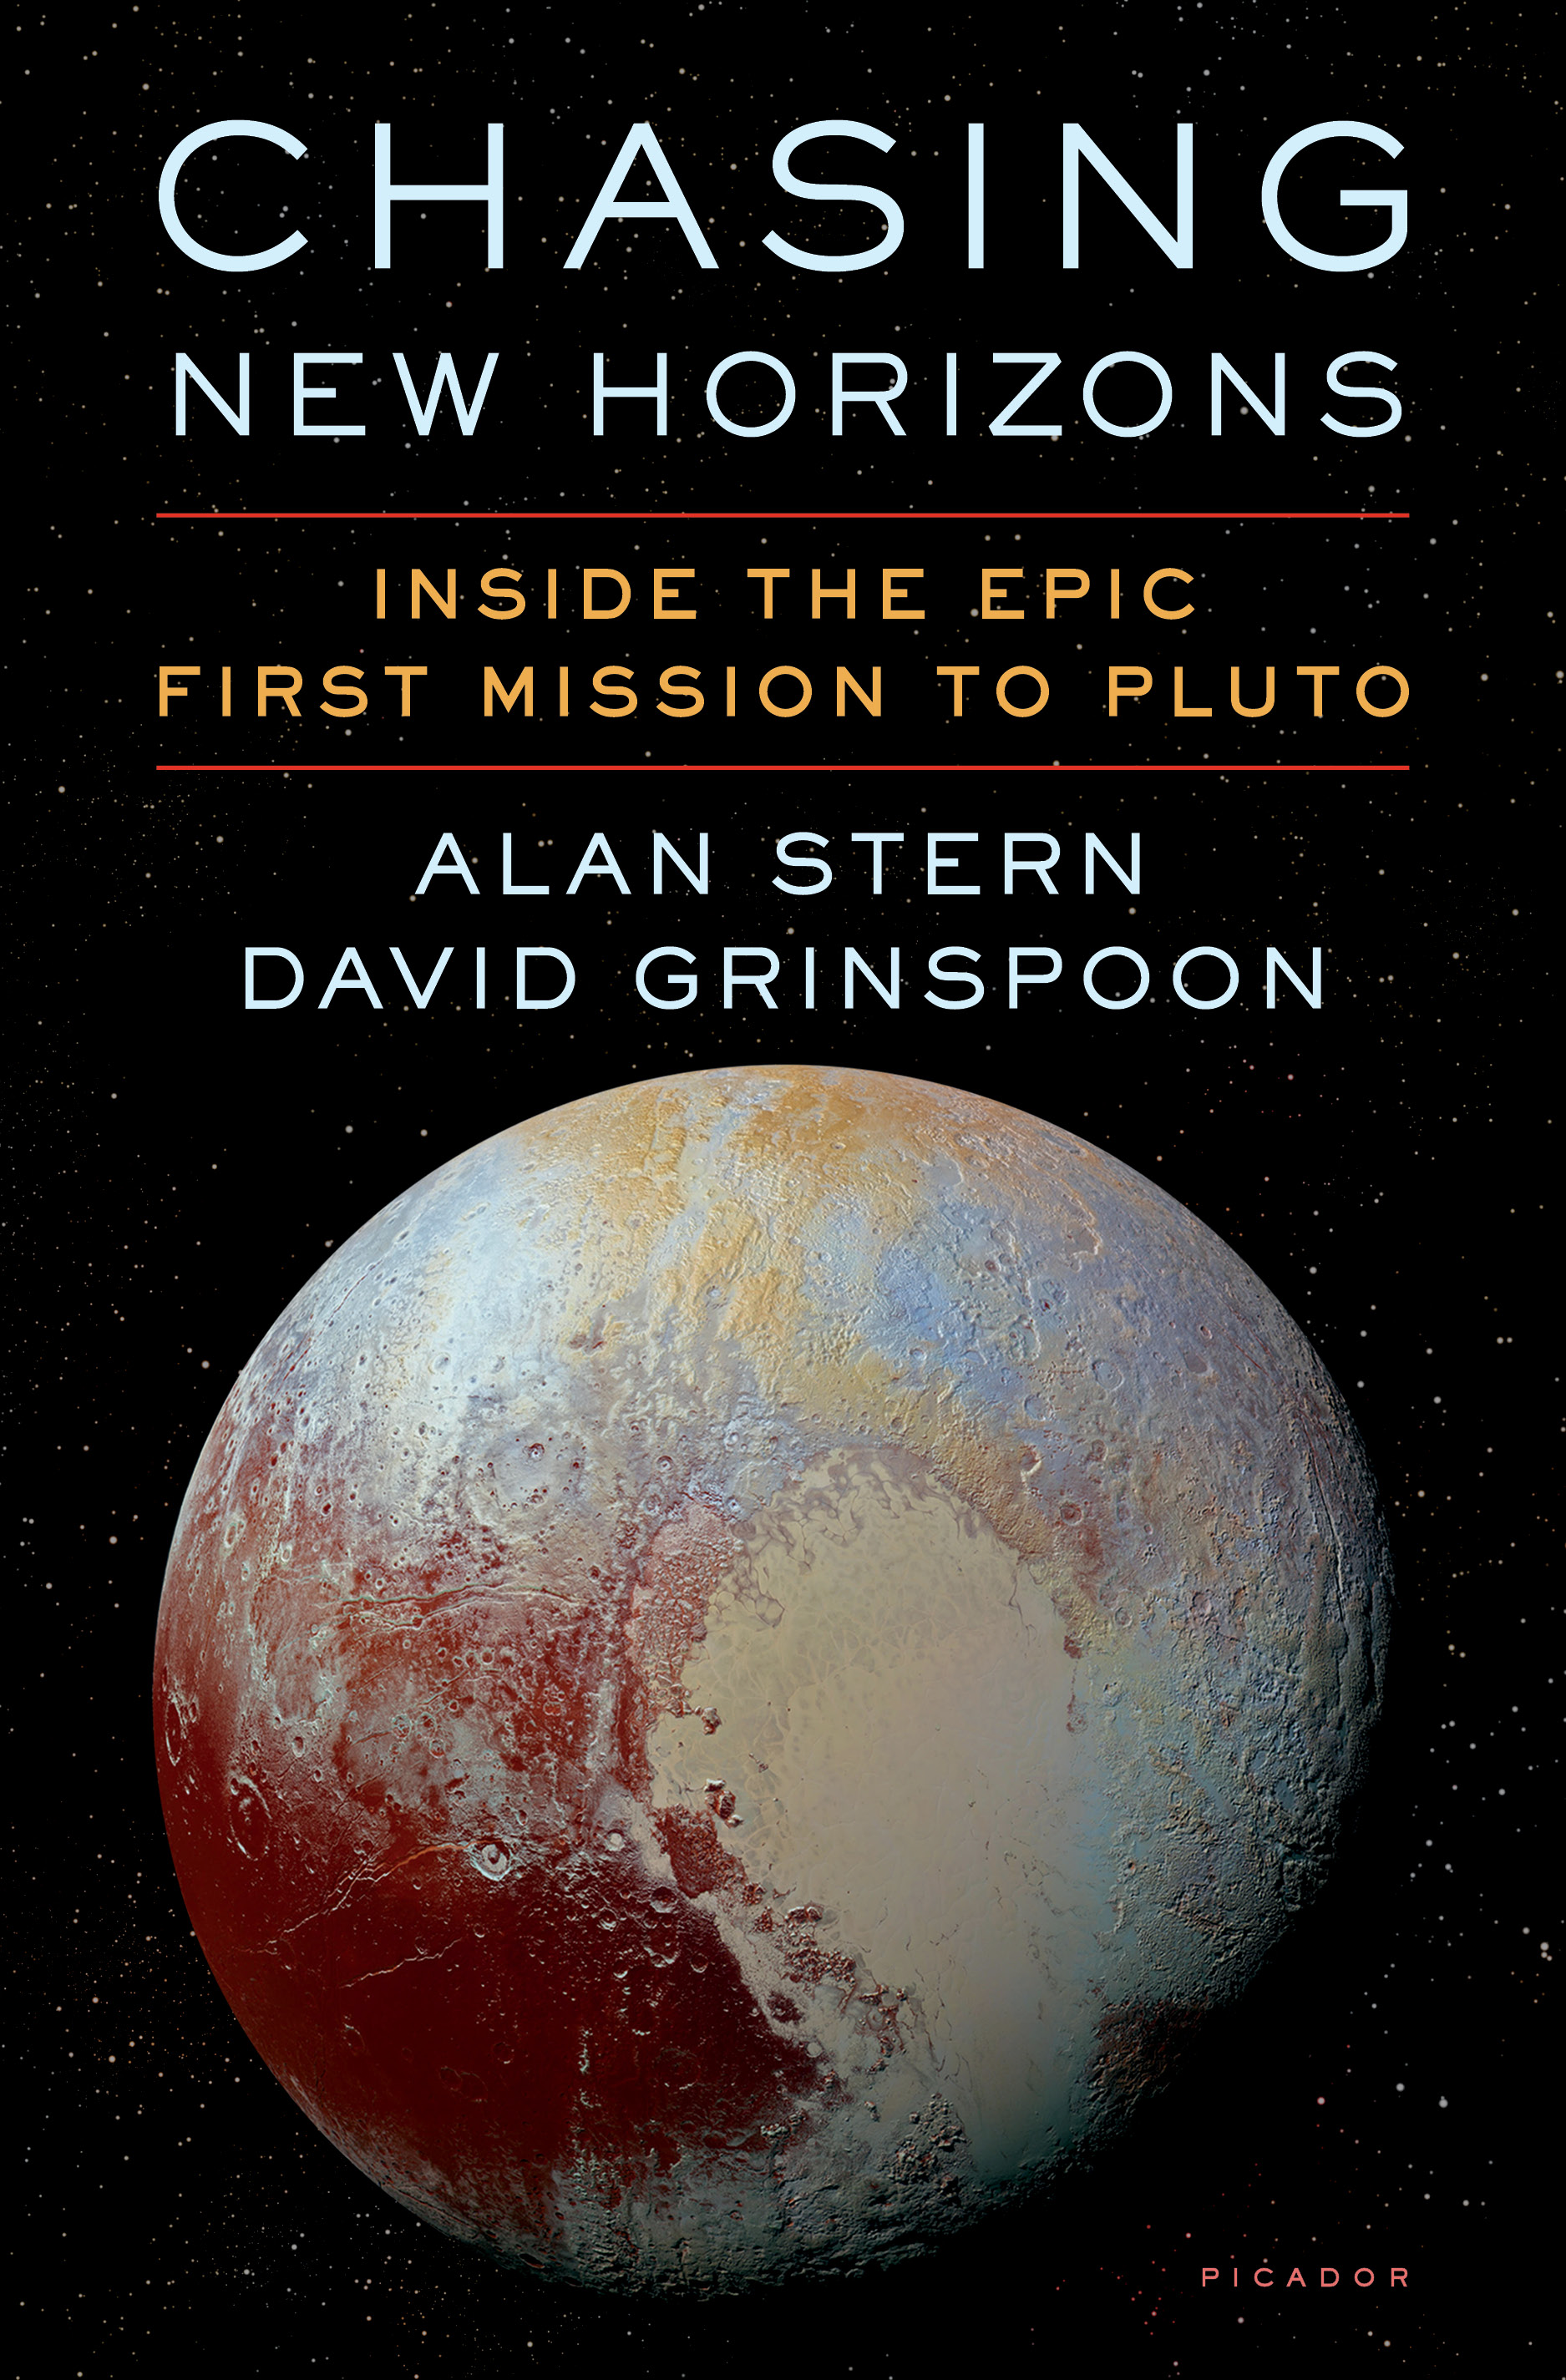 CHASING
NEW HORIZONS
INSIDE THE EPIC
FIRST MISSION TO PLUTO
ALAN STERN
DAVID GRINSPOON
PICADOR